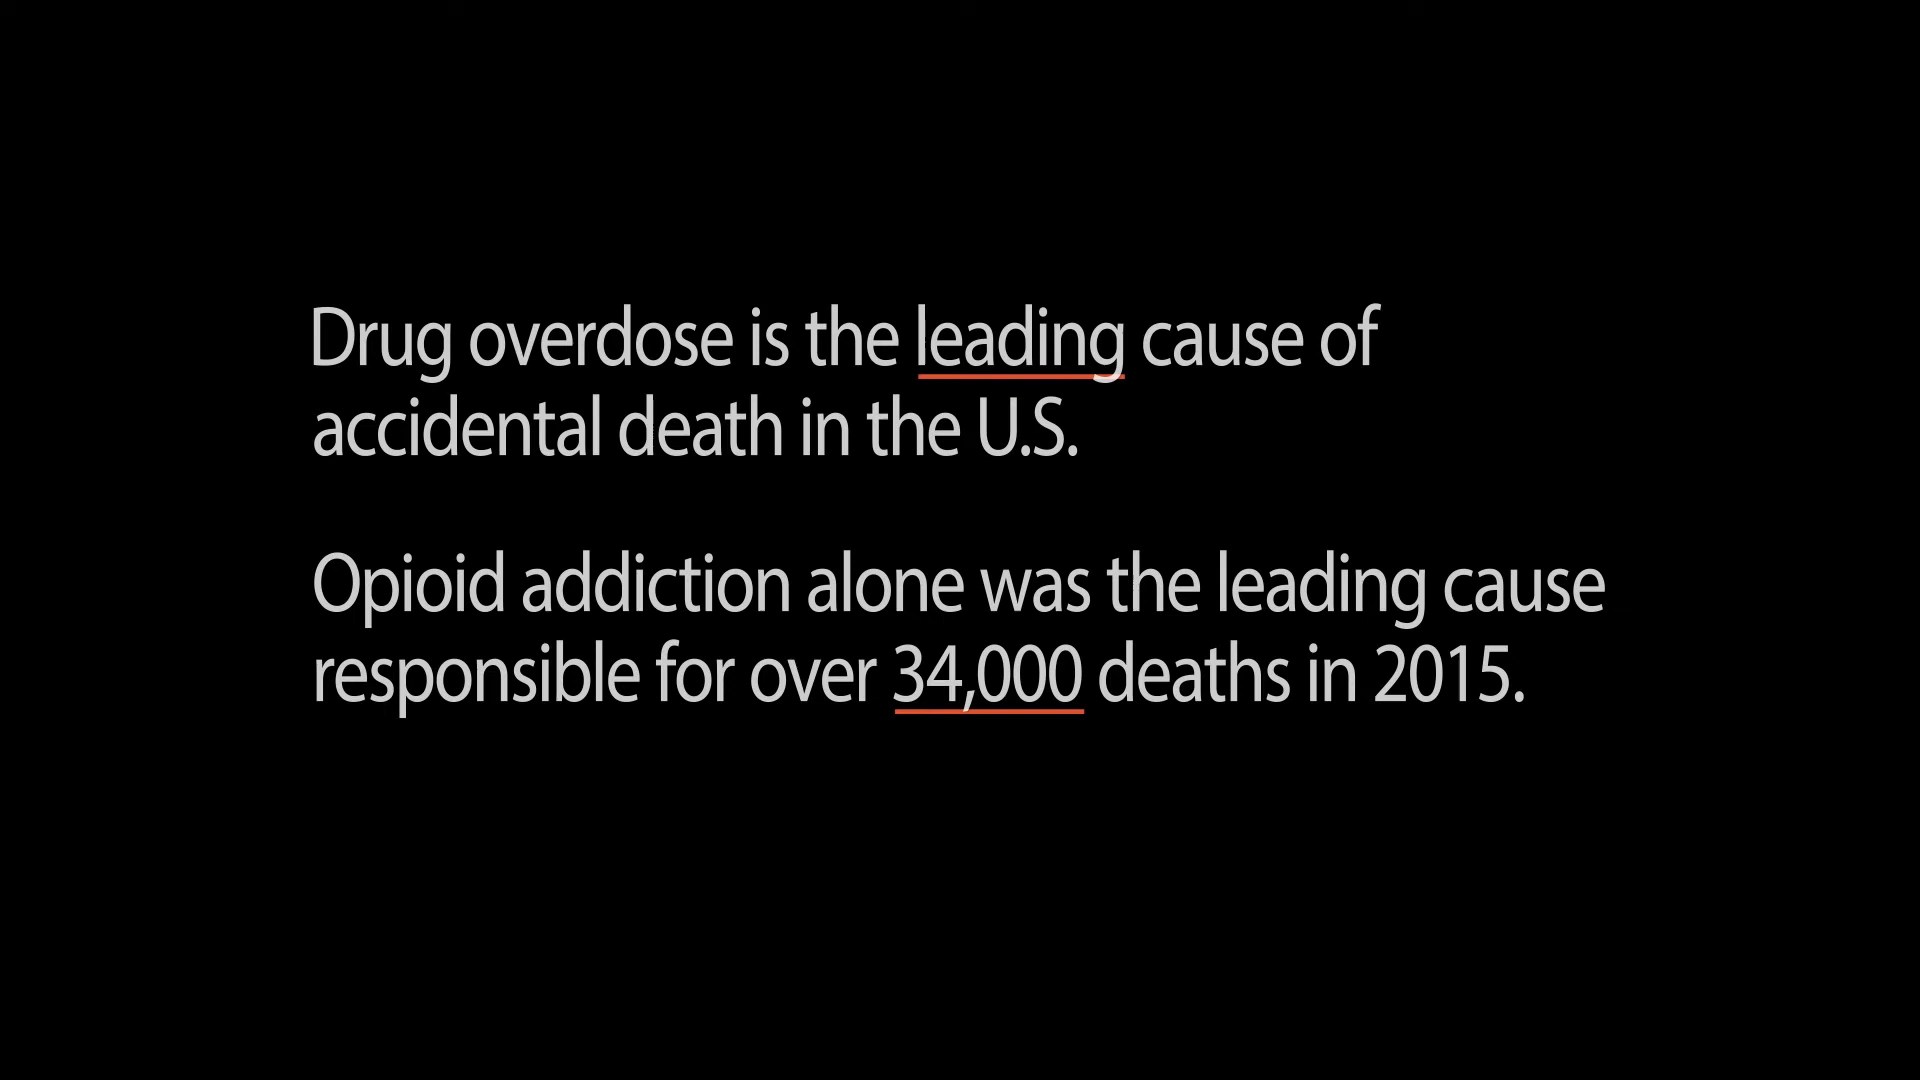 Drug overdose is the leading cause of
accidental death in the U.S.
Opioid addiction alone was the leading cause
responsible for over 34,000 deaths in 2015.